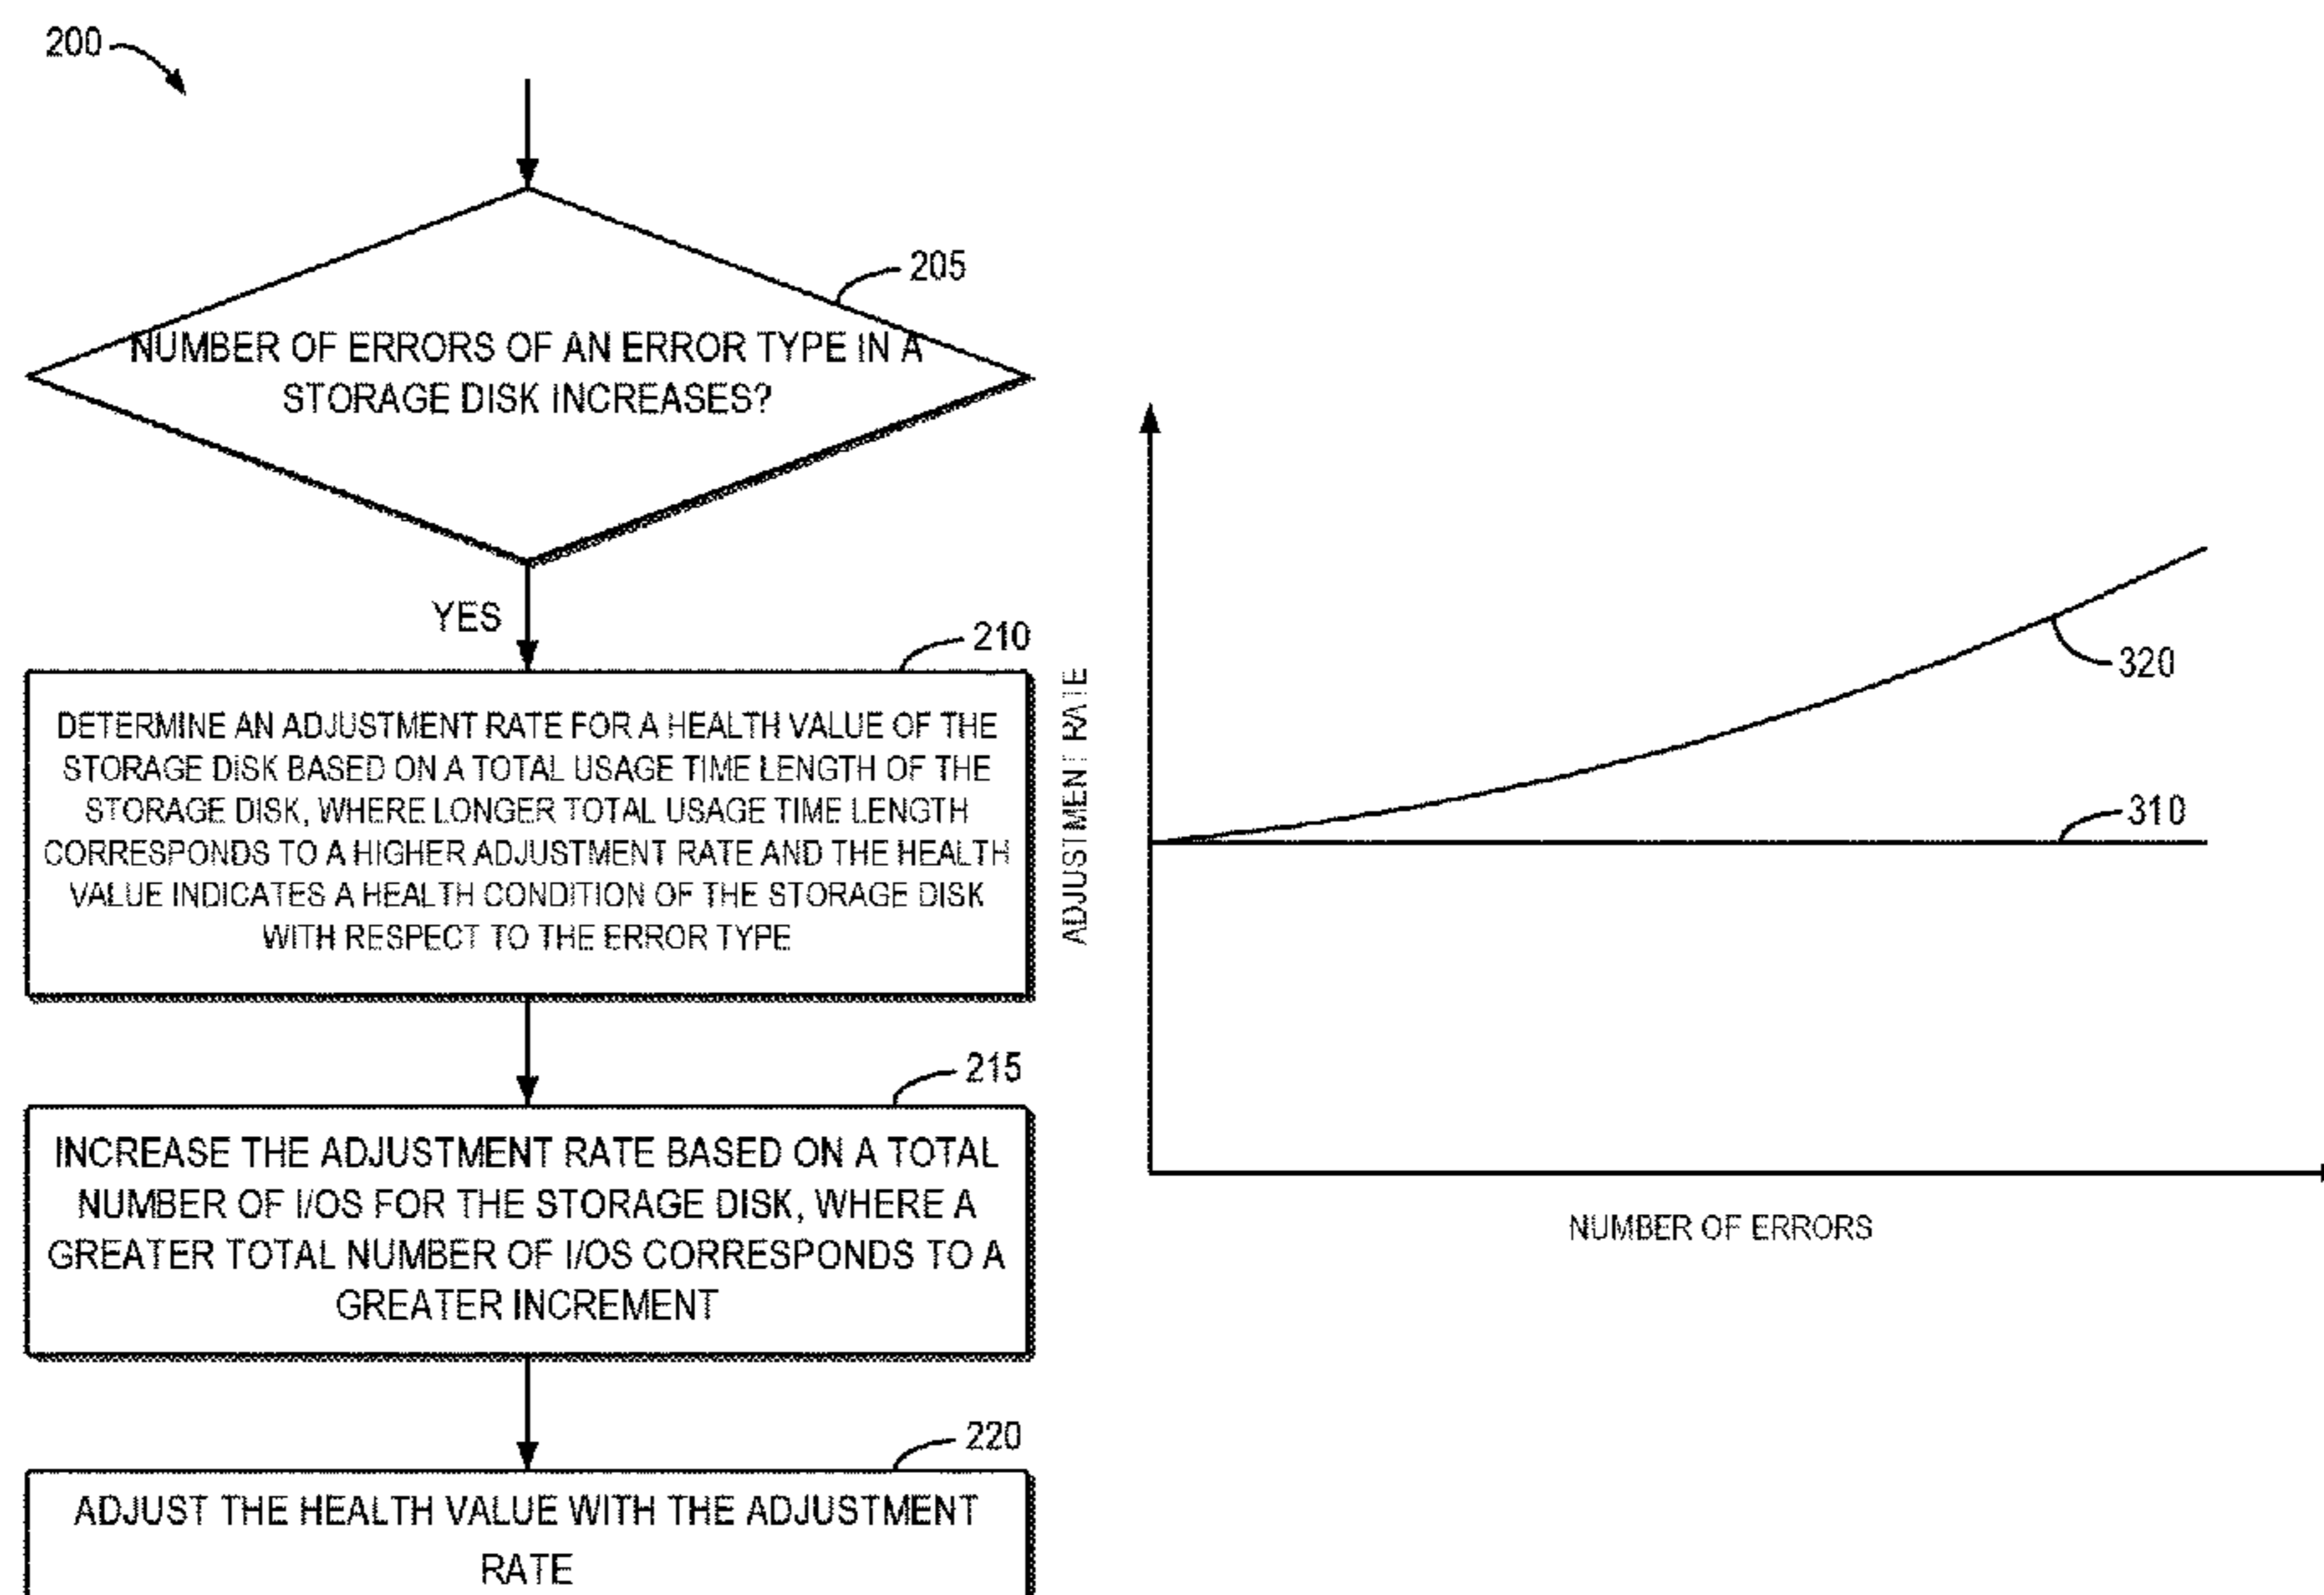 200
205
NUMBER OF ERRORS OF AN ERROR TYPE IN A
STORAGE DISK INCREASES?
YES
210
DETERMINE AN ADJUSTMENT RATE FOR A HEALTH VALUE OF THE
STORAGE DISK BASED ON A TOTAL USAGE TIME LENGTH OF THE
STORAGE DISK, WHERE LONGER TOTAL USAGE TIME LENGTH
CORRESPONDS TO A HIGHER ADJUSTMENT RATE AND THE HEALTH
VALUE INDICATES A HEALTH CONDITION OF THE STORAGE DISK
WITH RESPECT TO THE ERROR TYPE
215
INCREASE THE ADJUSTMENT RATE BASED ON A TOTAL
NUMBER OF I/OS FOR THE STORAGE DISK, WHERE A
GREATER TOTAL NUMBER OF I/OS CORRESPONDS TO A
GREATER INCREMENT
220
ADJUST THE HEALTH VALUE WITH THE ADJUSTMENT
RATE
ADJUSTMENT RATE
320
310
NUMBER OF ERRORS